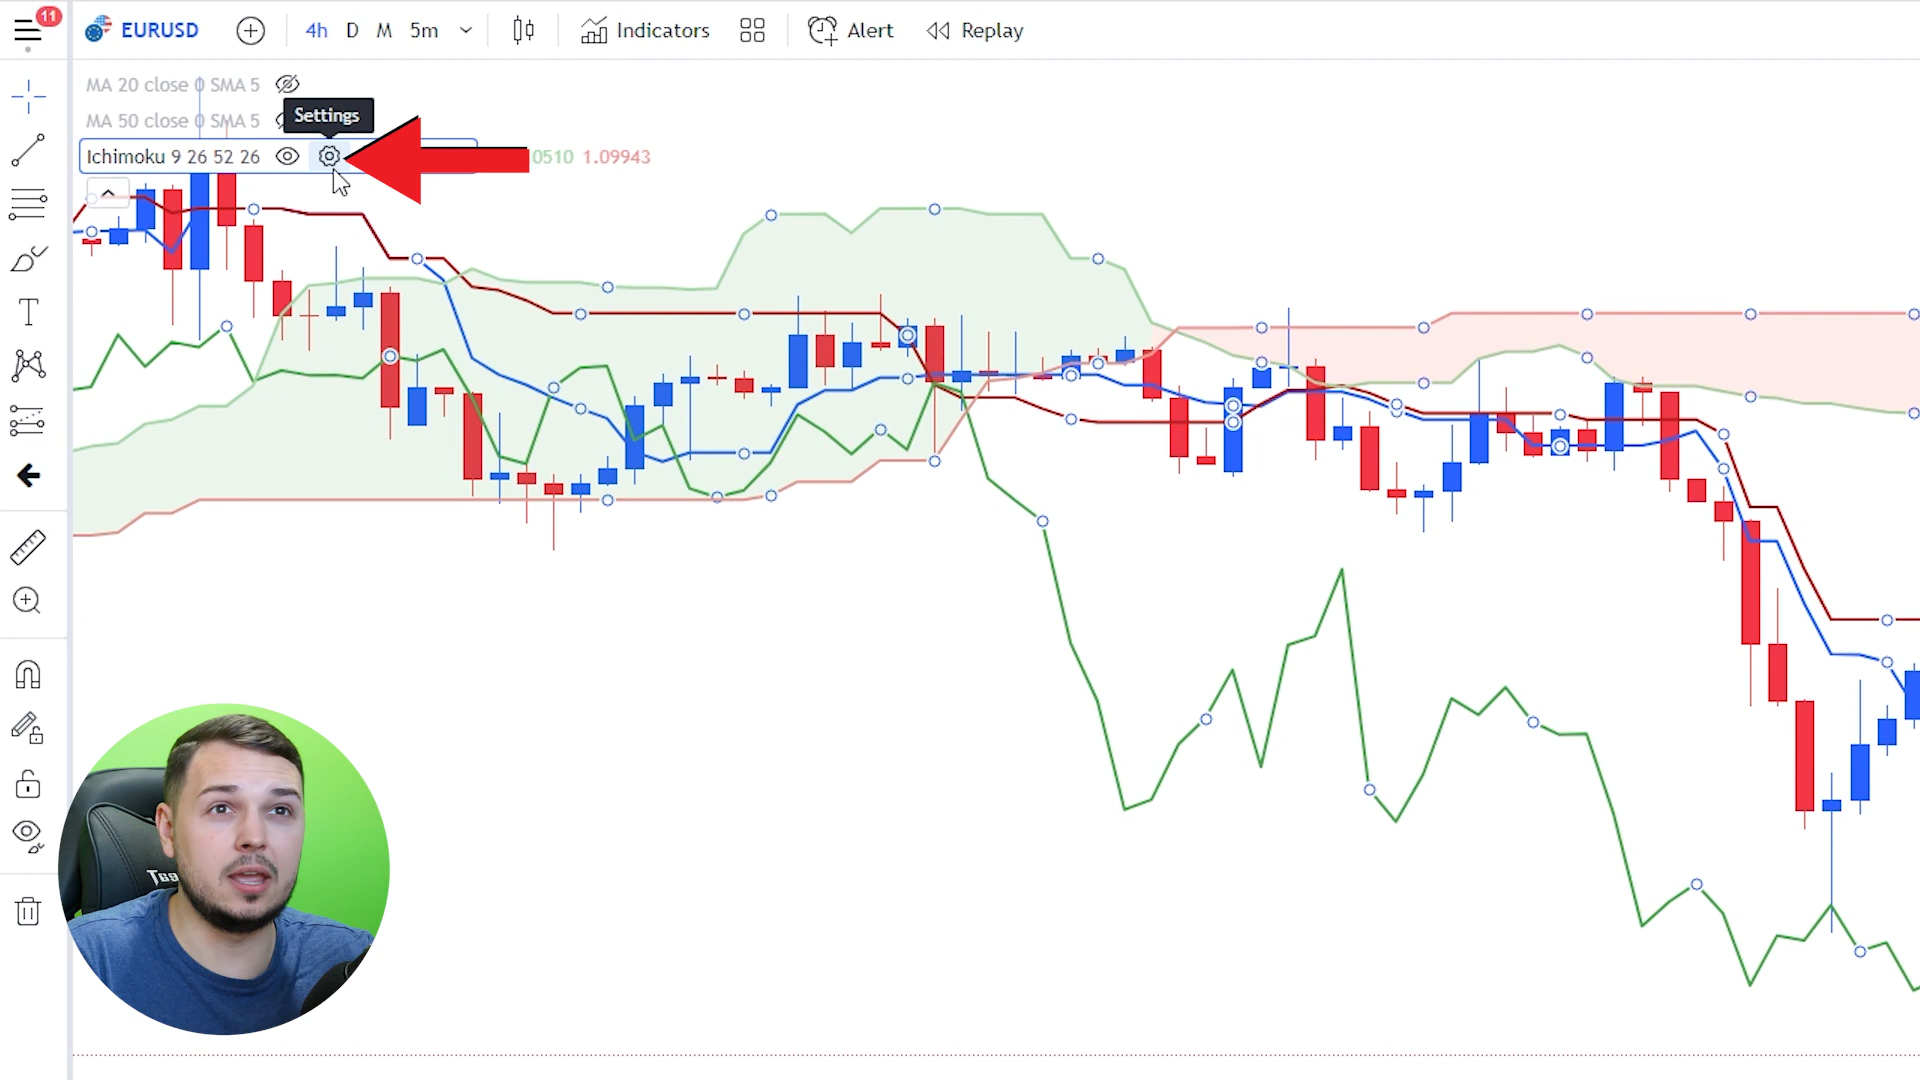 11
EURUSD 4h D M 5m Indicators Alert Replay
MA 20 close 0 SMA 5
MA 50 close 0 SMA 5
Settings
Ichimoku 9 26 52 26 0510 1.09943